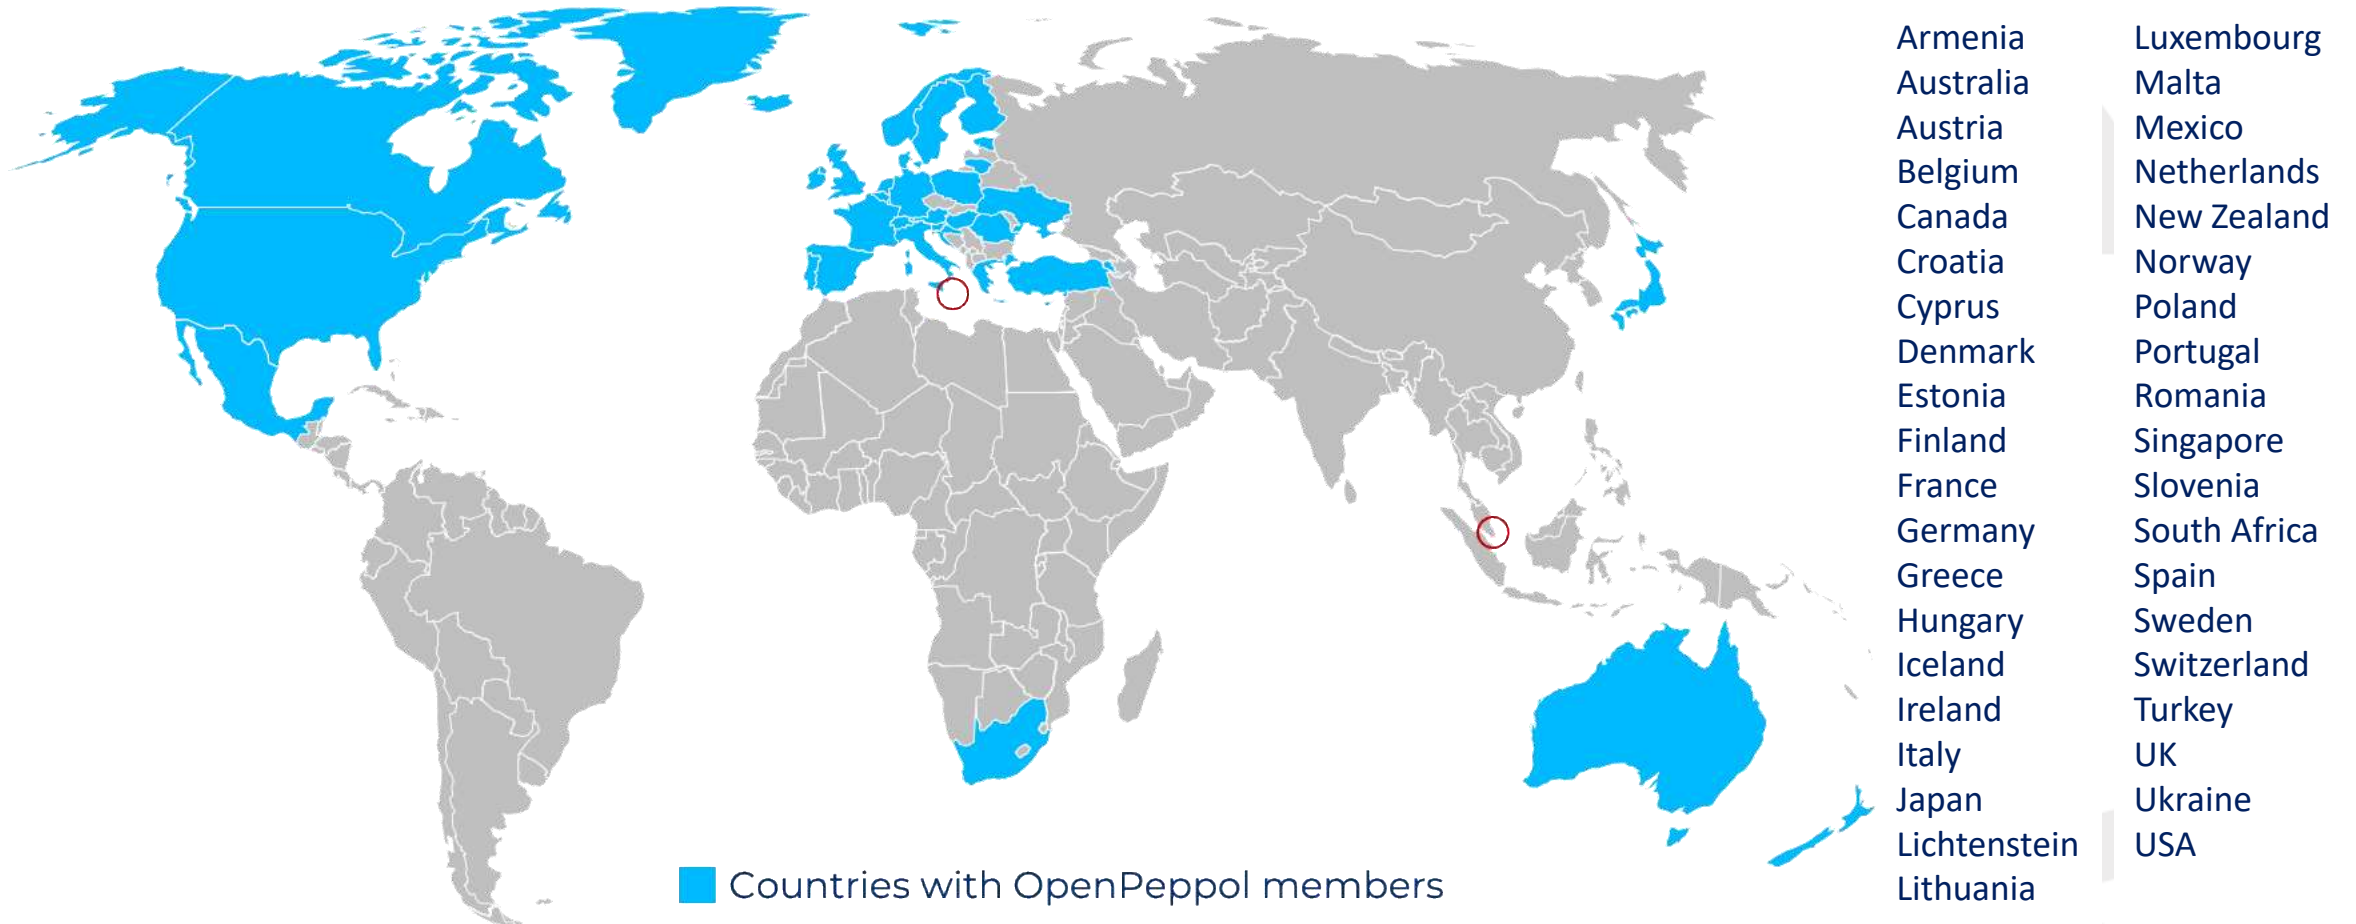 Armenia
Australia
Austria
Belgium
Canada
Croatia
Cyprus
Denmark
Estonia
Finland
France
Germany
Greece
Hungary
Iceland
Ireland
Italy
Japan
Lichtenstein
Lithuania
Luxembourg
Malta
Mexico
Netherlands
New Zealand
Norway
Poland
Portugal
Romania
Singapore
Slovenia
South Africa
Spain
Sweden
Switzerland
Turkey
UK
Ukraine
USA
Countries with OpenPeppol members